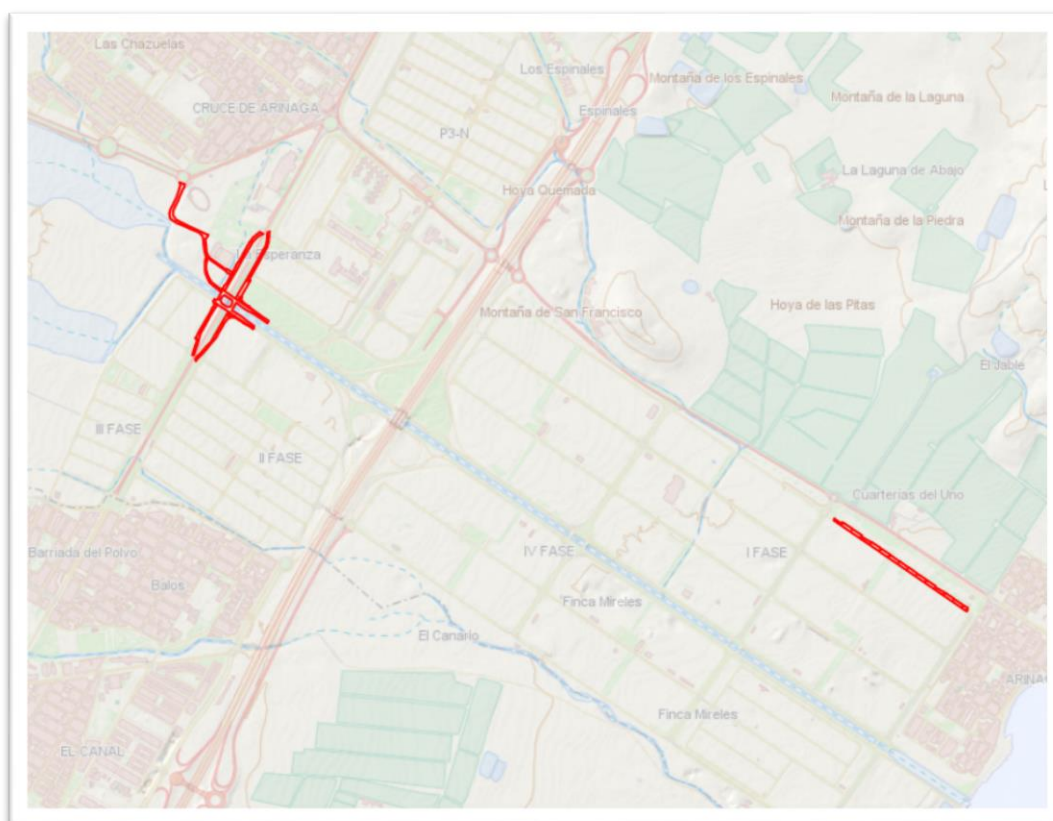 Las Chazuelas
Los Espinales
Montaña de los Espinales
Montaña de la Laguna
CRUCE DE ARINAGA
Espinales
P3-N
La Laguna de Abajo
Hoya Quemada
Montaña de la Piedra
La Esperanza
Hoya de las Pitas
Montaña de San Francisco
El Jable
III FASE
II FASE
Cuarterias del Uno
Barriada del Polvo
IV FASE
I FASE
Balos
Finca Mireles
El Canario
ARINAG
Finca Mireles
EL CANAL